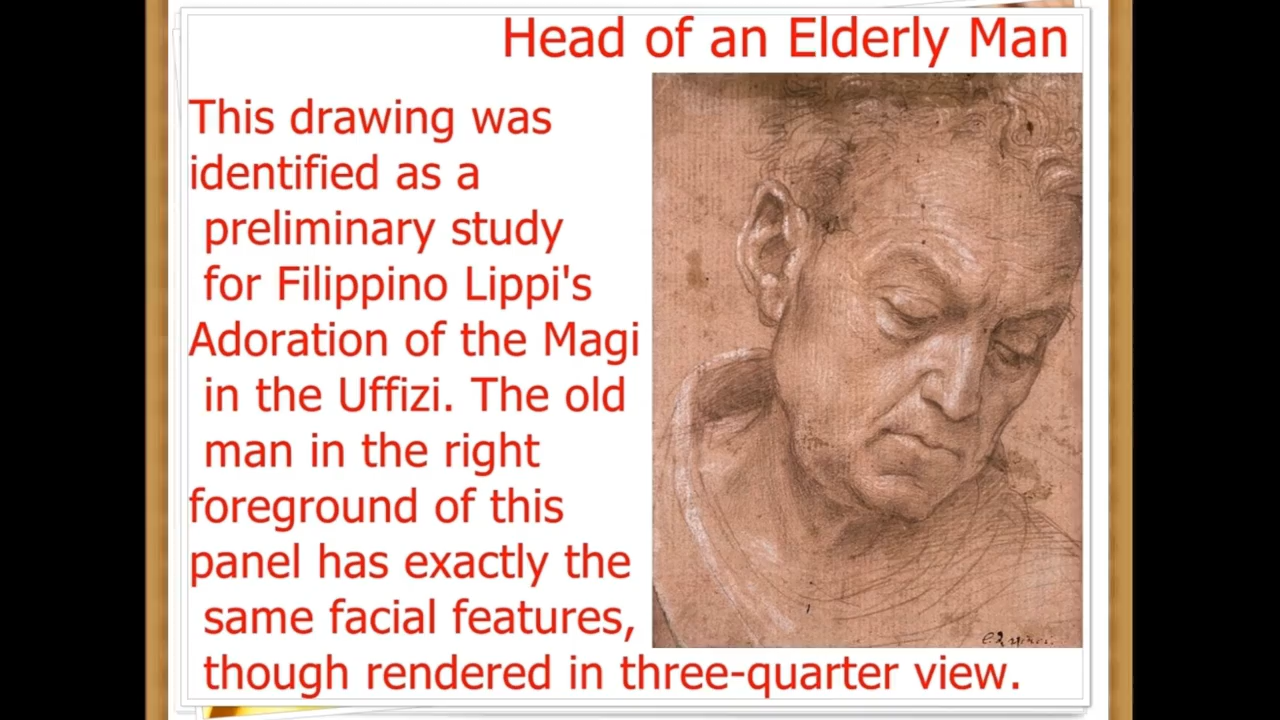 Head of an Elderly Man
This drawing was
identified as a
preliminary study
for Filippino Lippi's
Adoration of the Magi
in the Uffizi. The old
man in the right
foreground of this
panel has exactly the
same facial features,
though rendered in three-quarter view.